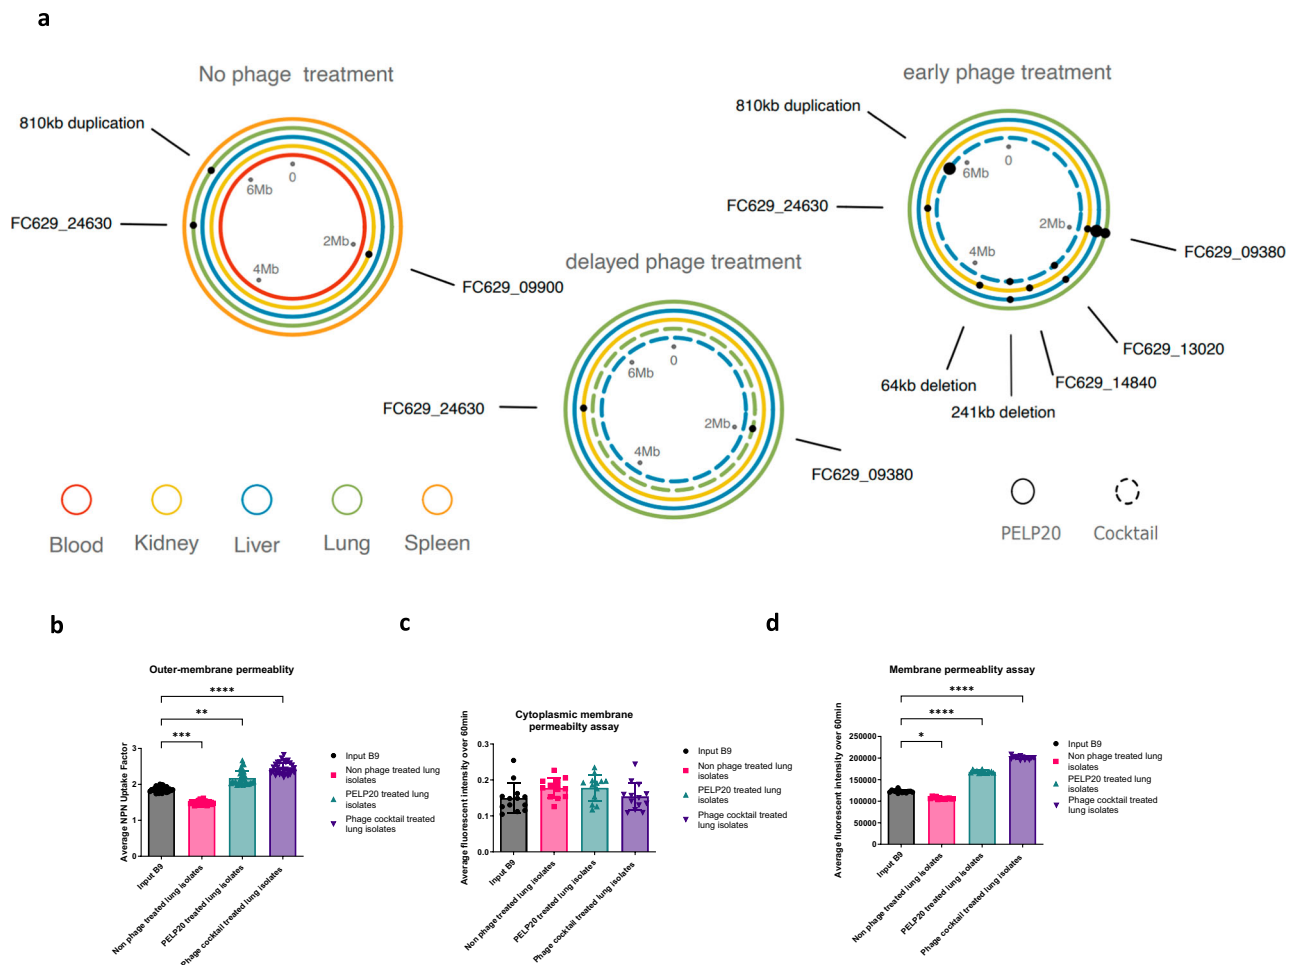 a
No phage treatment
early phage treatment
810kb duplication
810kb duplication
0
6Mb
2Mb
4Mb
FC629_24630
FC629_09900
0
6Mb
2Mb
4Mb
FC629_24630
FC629_09380
FC629_13020
FC629_14840
64kb deletion
241kb deletion
delayed phage treatment
0
6Mb
2Mb
4Mb
FC629_24630
FC629_09380
Blood
Kidney
Liver
Lung
Spleen
PELP20
Cocktail
b
Outer-membrane permeablity
****
**
***
Average NPN Uptake Factor
3
2
1
0
Input B9
Non phage treated lung isolates
PELP20 treated lung isolates
Phage cocktail treated lung isolates
Input B9
Non phage treated lung
isolates
PELP20 treated lung
isolates
Phage cocktail treated
lung isolates
c
Cytoplasmic membrane
permeabilty assay
Average fluorescent intensity over 60min
0.3
0.2
0.1
0.0
Input B9
Non phage treated lung isolates
PELP20 treated lung isolates
Phage cocktail treated lung isolates
Input B9
Non phage treated lung
isolates
PELP20 treated lung
isolates
Phage cocktail treated
lung isolates
d
Membrane permeablity assay
****
****
*
Average fluorescent intensity over 60min
250000
200000
150000
100000
50000
0
Input B9
Non phage treated lung isolates
PELP20 treated lung isolates
Phage cocktail treated lung isolates
Input B9
Non phage treated lung
isolates
PELP20 treated lung
isolates
Phage cocktail treated
lung isolates